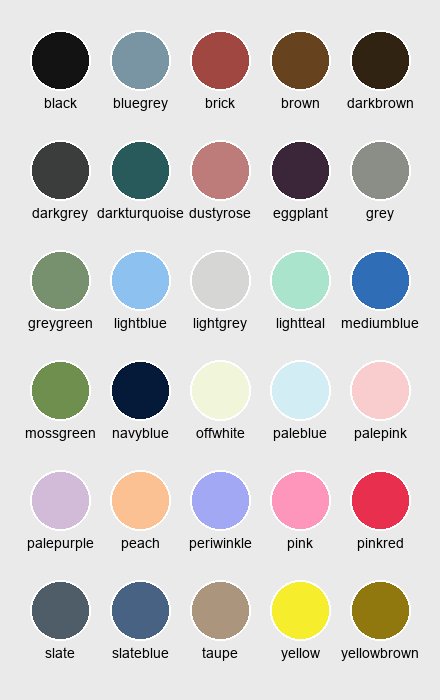 black bluegrey brick brown darkbrown
darkgrey darkturquoise dustyrose eggplant grey
greygreen lightblue lightgrey lightteal mediumblue
mossgreen navyblue offwhite paleblue palepink
palepurple peach periwinkle pink pinkred
slate slateblue taupe yellow yellowbrown